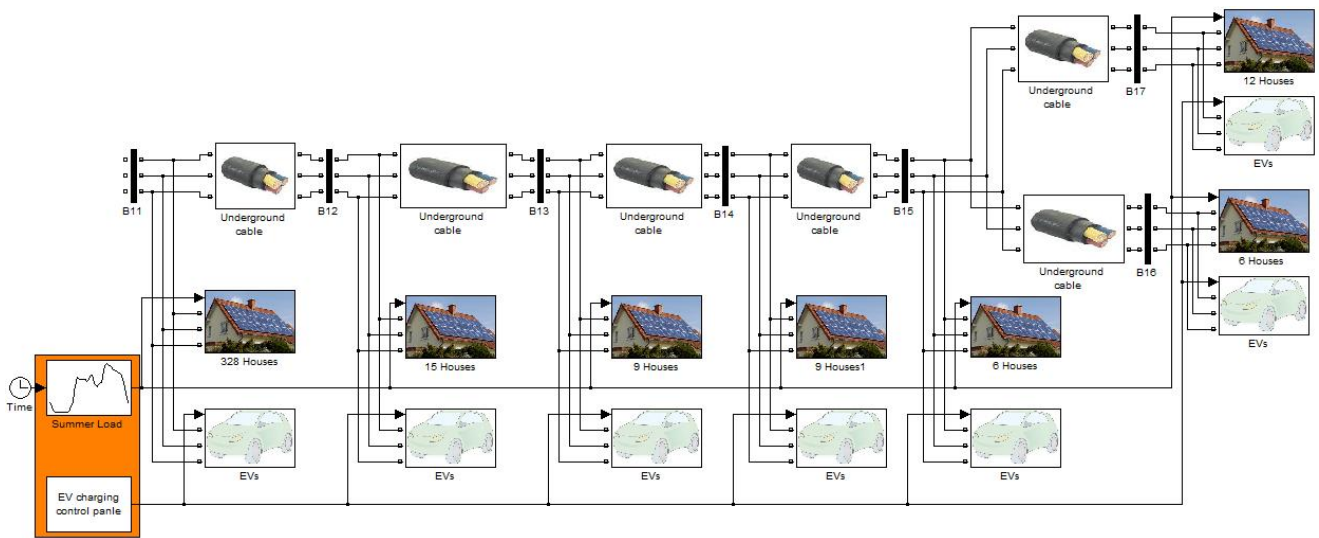 Underground
cable
B17
12 Houses
EVs
B11
Underground
cable
B12
Underground
cable
B13
Underground
cable
B14
Underground
cable
B15
Underground
cable
B16
6 Houses
EVs
328 Houses
15 Houses
9 Houses
9 Houses1
6 Houses
Time
Summer Load
EVs
EVs
EVs
EVs
EVs
EV charging
control panle